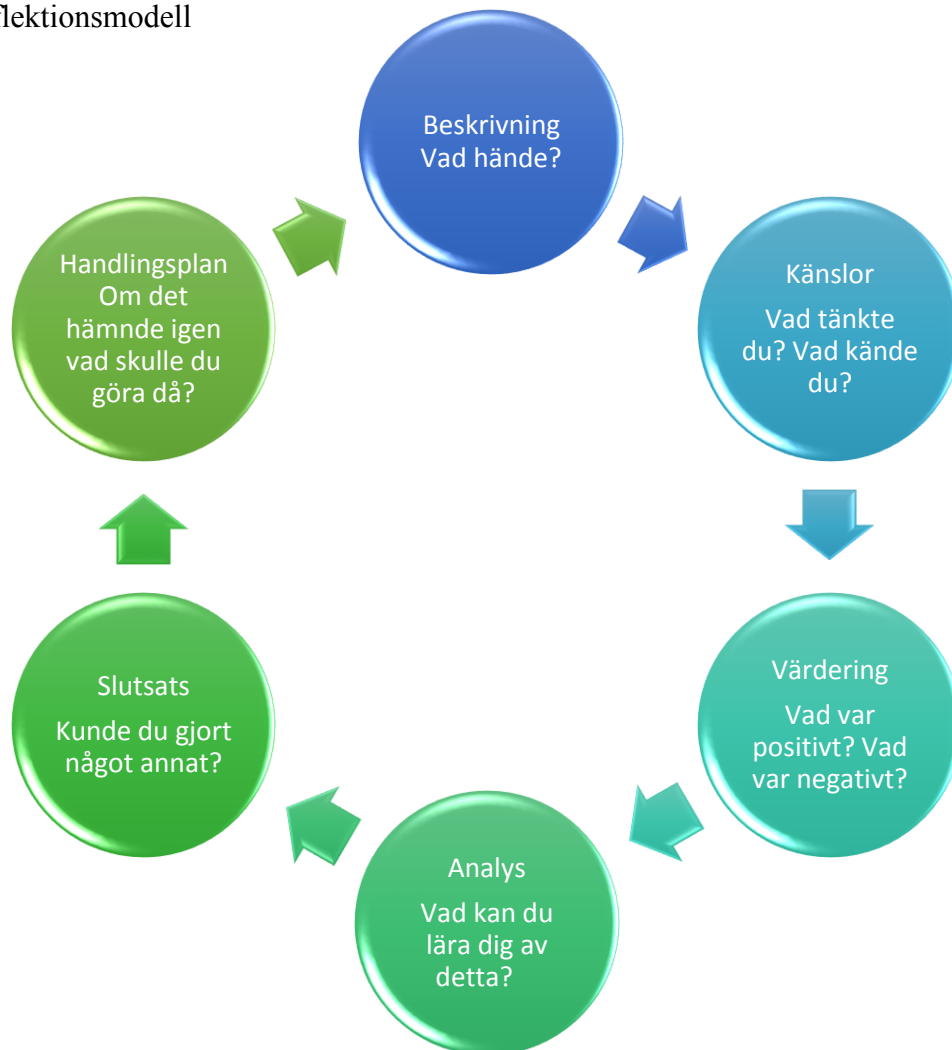 flektionsmodell
Beskrivning
Vad hände?
Känslor
Vad tänkte
du? Vad kände
du?
Värdering
Vad var
positivt? Vad
var negativt?
Analys
Vad kan du
lära dig av
detta?
Slutsats
Kunde du gjort
något annat?
Handlingsplan
Om det
hämnde igen
vad skulle du
göra då?